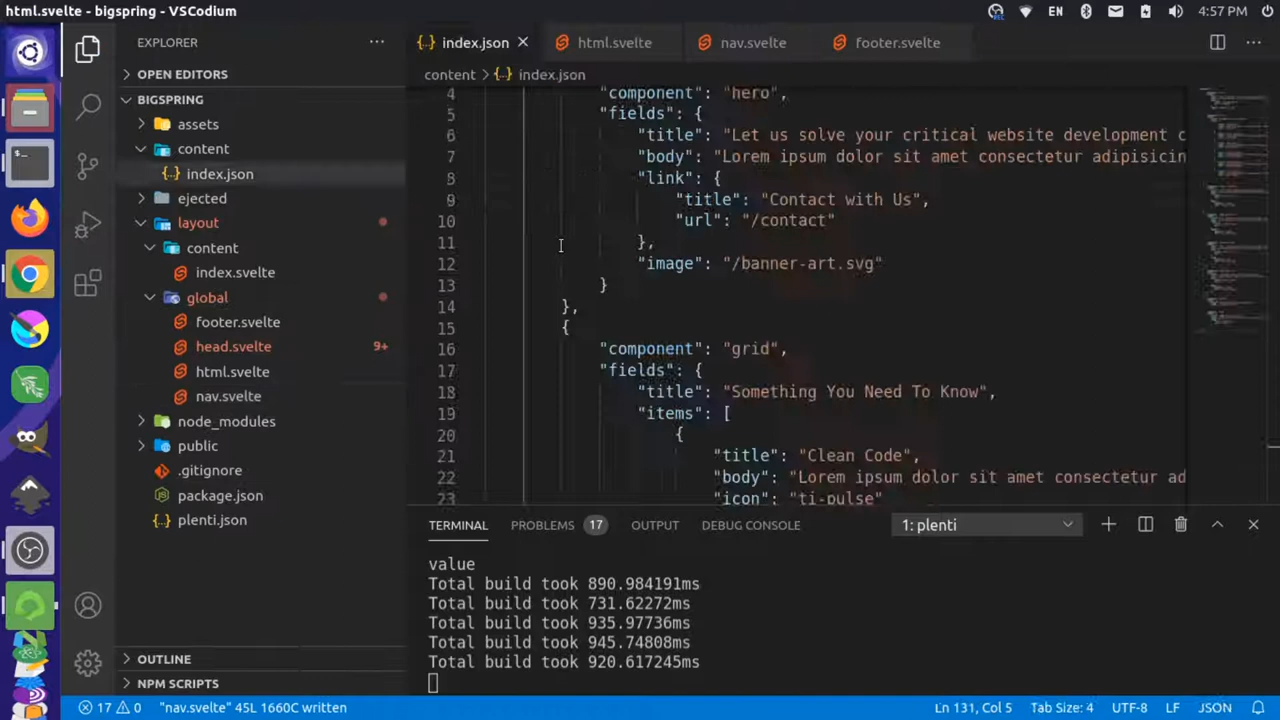 html.svelte - bigspring - VSCodium
REC
EN
4:57 PM
EXPLORER
OPEN EDITORS
BIGSPRING
assets
content
index.json
ejected
layout
content
index.svelte
global
footer.svelte
head.svelte 9+
html.svelte
nav.svelte
node_modules
public
.gitignore
package.json
plenti.json
OUTLINE
NPM SCRIPTS
index.json html.svelte nav.svelte footer.svelte
content > index.json
4 "component": "hero",
5 "fields": {
6 "title": "Let us solve your critical website development c
7 "body": "Lorem ipsum dolor sit amet consectetur adipisicin
8 "link": {
9 "title": "Contact with Us",
10 "url": "/contact"
11 },
12 "image": "/banner-art.svg"
13 }
14 },
15 {
16 "component": "grid",
17 "fields": {
18 "title": "Something You Need To Know",
19 "items": [
20 {
21 "title": "Clean Code",
22 "body": "Lorem ipsum dolor sit amet consectetur ad
23 "icon": "ti-pulse"
TERMINAL PROBLEMS 17 OUTPUT DEBUG CONSOLE 1: plenti
value
Total build took 890.984191ms
Total build took 731.62272ms
Total build took 935.97736ms
Total build took 945.74808ms
Total build took 920.617245ms
17 0 "nav.svelte" 45L 1660C written Ln 131, Col 5 Tab Size: 4 UTF-8 LF JSON